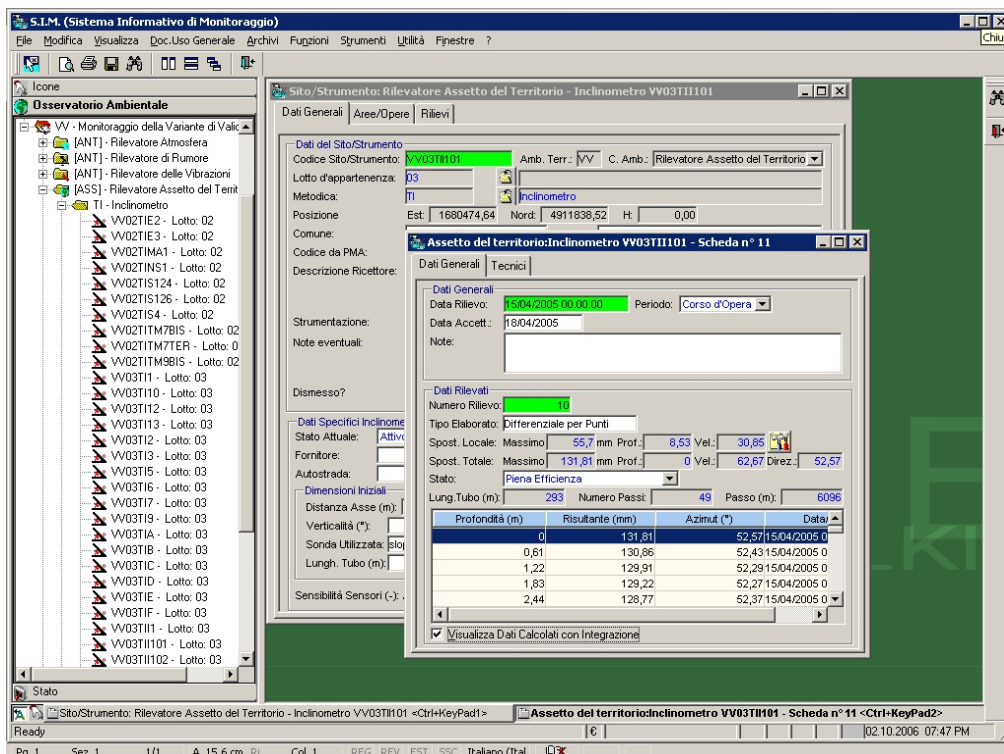 S.I.M. (Sistema Informativo di Monitoraggio)
File Modifica Visualizza Doc.Uso Generale Archivi Funzioni Strumenti Utilità Finestre ?
Chiu
Icone
Osservatorio Ambientale
VV - Monitoraggio della Variante di Valic
[ANT] - Rilevatore Atmosfera
[ANT] - Rilevatore di Rumore
[ANT] - Rilevatore delle Vibrazioni
[ASS] - Rilevatore Assetto del Territ
TI - Inclinometro
VV02TIE2 - Lotto: 02
VV02TIE3 - Lotto: 02
VV02TIMA1 - Lotto: 02
VV02TINS1 - Lotto: 02
VV02TIS124 - Lotto: 02
VV02TIS126 - Lotto: 02
VV02TIS4 - Lotto: 02
VV02TITM7BIS - Lotto: 02
VV02TITM7TER - Lotto: 0
VV02TITM9BIS - Lotto: 02
VV03TI1 - Lotto: 03
VV03TI10 - Lotto: 03
VV03TI12 - Lotto: 03
VV03TI13 - Lotto: 03
VV03TI2 - Lotto: 03
VV03TI3 - Lotto: 03
VV03TI5 - Lotto: 03
VV03TI6 - Lotto: 03
VV03TI7 - Lotto: 03
VV03TI9 - Lotto: 03
VV03TIA - Lotto: 03
VV03TIB - Lotto: 03
VV03TIC - Lotto: 03
VV03TID - Lotto: 03
VV03TIE - Lotto: 03
VV03TIF - Lotto: 03
VV03TII1 - Lotto: 03
VV03TII101 - Lotto: 03
VV03TII102 - Lotto: 03
Stato
Sito/Strumento: Rilevatore Assetto del Territorio - Inclinometro VV03TII101
Dati Generali Aree/Opere Rilievi
Dati del Sito/Strumento
Codice Sito/Strumento: VV03TII101 Amb. Terr.: VV C. Amb.: Rilevatore Assetto del Territorio
Lotto d'appartenenza: 03
Metodica: TI Inclinometro
Posizione Est: 1680474,64 Nord: 4911838,52 H: 0,00
Comune:
Codice da PMA:
Descrizione Ricettore:
Strumentazione:
Note eventuali:
Dismesso?
Dati Specifici Inclinome
Stato Attuale: Attivo
Fornitore:
Autostrada:
Dimensioni Iniziali
Distanza Asse (m):
Verticalità (°):
Sonda Utilizzata: slop
Lungh. Tubo (m):
Sensibilità Sensori (-):
Assetto del territorio:Inclinometro VV03TII101 - Scheda n° 11
Dati Generali Tecnici
Dati Generali
Data Rilievo: 15/04/2005 00.00.00 Periodo: Corso d'Opera
Data Accett.: 18/04/2005
Note:
Dati Rilevati
Numero Rilievo: 10
Tipo Elaborato: Differenziale per Punti
Spost. Locale: Massimo 55,7 mm Prof.: 8,53 Vel.: 30,85
Spost. Totale: Massimo 131,81 mm Prof.: 0 Vel.: 62,67 Direz.: 52,57
Stato: Piena Efficienza
Lung.Tubo (m): 293 Numero Passi: 49 Passo (m): 6096
Profondità (m) Risultante (mm) Azimut (°) Data/
0 131,81 52,57 15/04/2005 0
0,61 130,86 52,43 15/04/2005 0
1,22 129,91 52,29 15/04/2005 0
1,83 129,22 52,27 15/04/2005 0
2,44 128,77 52,37 15/04/2005 0
Visualizza Dati Calcolati con Integrazione
Sito/Strumento: Rilevatore Assetto del Territorio - Inclinometro VV03TII101 <Ctrl+KeyPad1>
Assetto del territorio:Inclinometro VV03TII101 - Scheda n° 11 <Ctrl+KeyPad2>
Ready € 02.10.2006 07:47 PM
Pg. 1 Sez. 1 1/1 A 15,6 cm Ri Col. 1 REG REV EST SSC Italiano (Ital